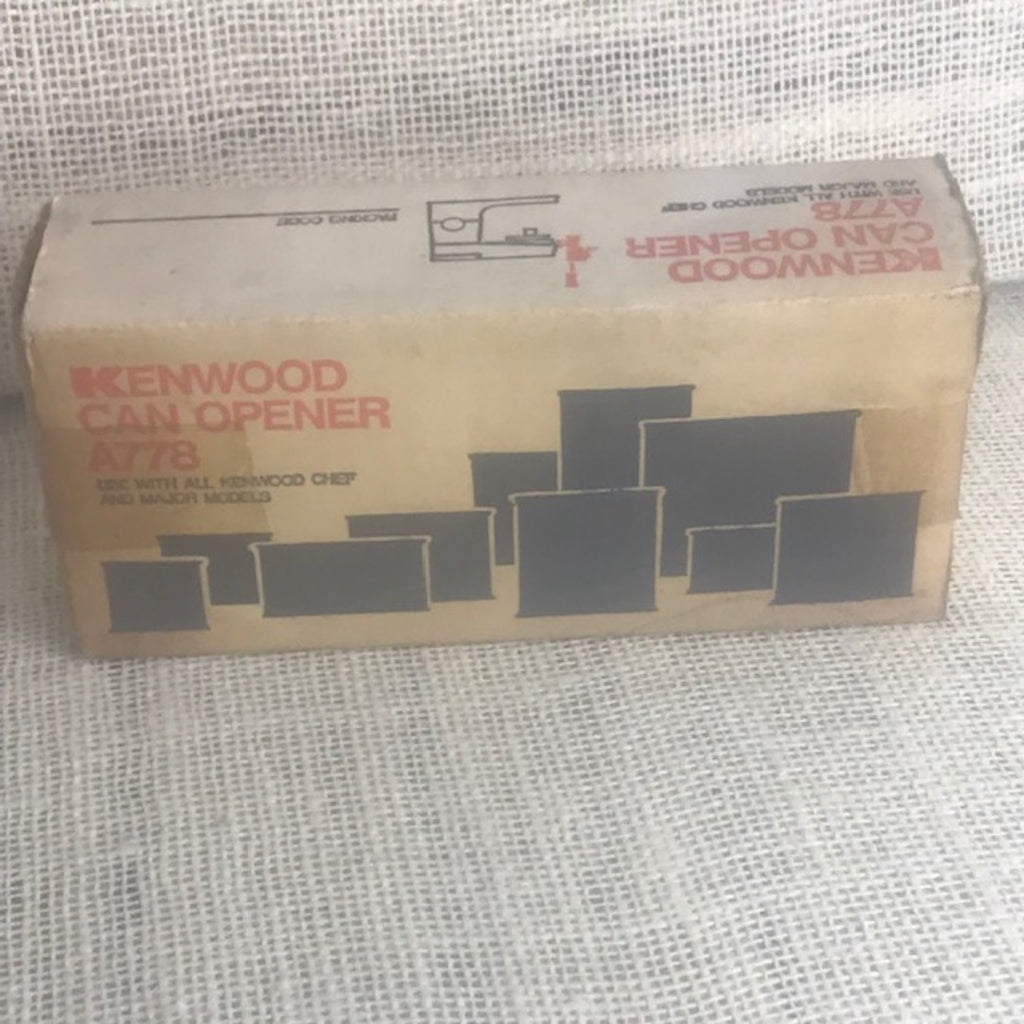 KENWOOD
CAN OPENER
A778
USE WITH ALL KENWOOD CHEF
AND MAJOR MODELS
PACKING CODE
KENWOOD
CAN OPENER
A778
USE WITH ALL KENWOOD CHEF
AND MAJOR MODELS